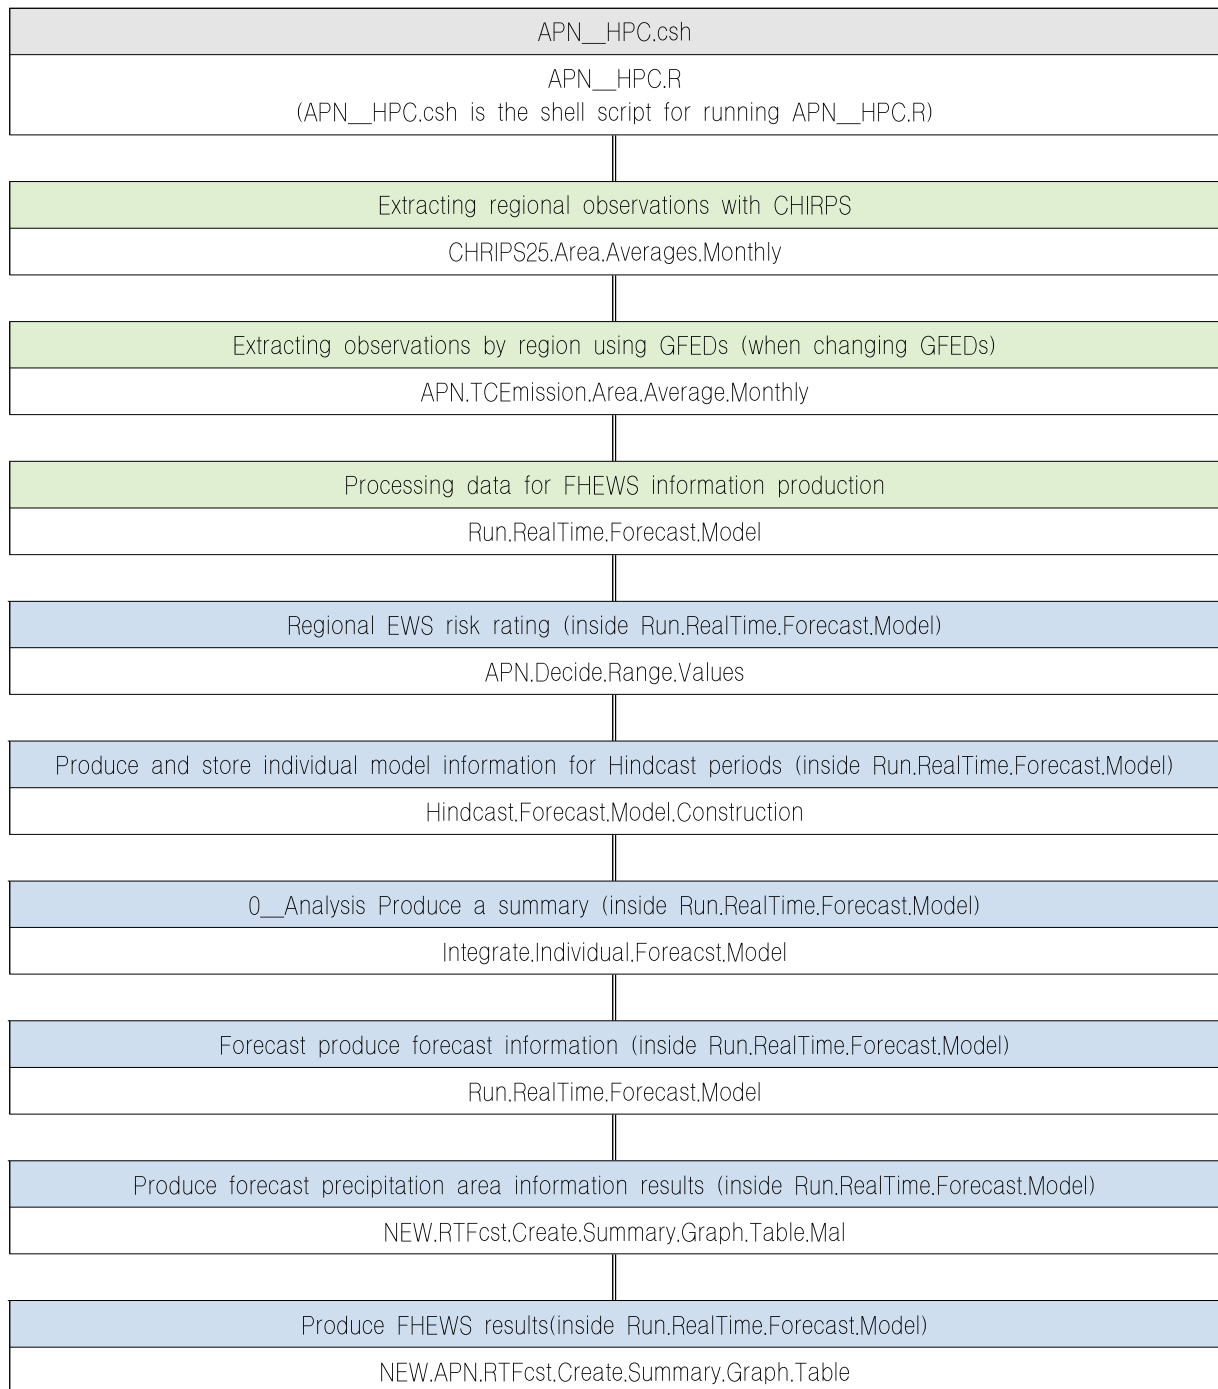 APN__HPC.csh
APN__HPC.R
(APN__HPC.csh is the shell script for running APN__HPC.R)
Extracting regional observations with CHIRPS
CHRIPS25.Area.Averages.Monthly
Extracting observations by region using GFEDs (when changing GFEDs)
APN.TCEmission.Area.Average.Monthly
Processing data for FHEWS information production
Run.RealTime.Forecast.Model
Regional EWS risk rating (inside Run.RealTime.Forecast.Model)
APN.Decide.Range.Values
Produce and store individual model information for Hindcast periods (inside Run.RealTime.Forecast.Model)
Hindcast.Forecast.Model.Construction
0__Analysis Produce a summary (inside Run.RealTime.Forecast.Model)
Integrate.Individual.Foreacst.Model
Forecast produce forecast information (inside Run.RealTime.Forecast.Model)
Run.RealTime.Forecast.Model
Produce forecast precipitation area information results (inside Run.RealTime.Forecast.Model)
NEW.RTFcst.Create.Summary.Graph.Table.Mal
Produce FHEWS results(inside Run.RealTime.Forecast.Model)
NEW.APN.RTFcst.Create.Summary.Graph.Table